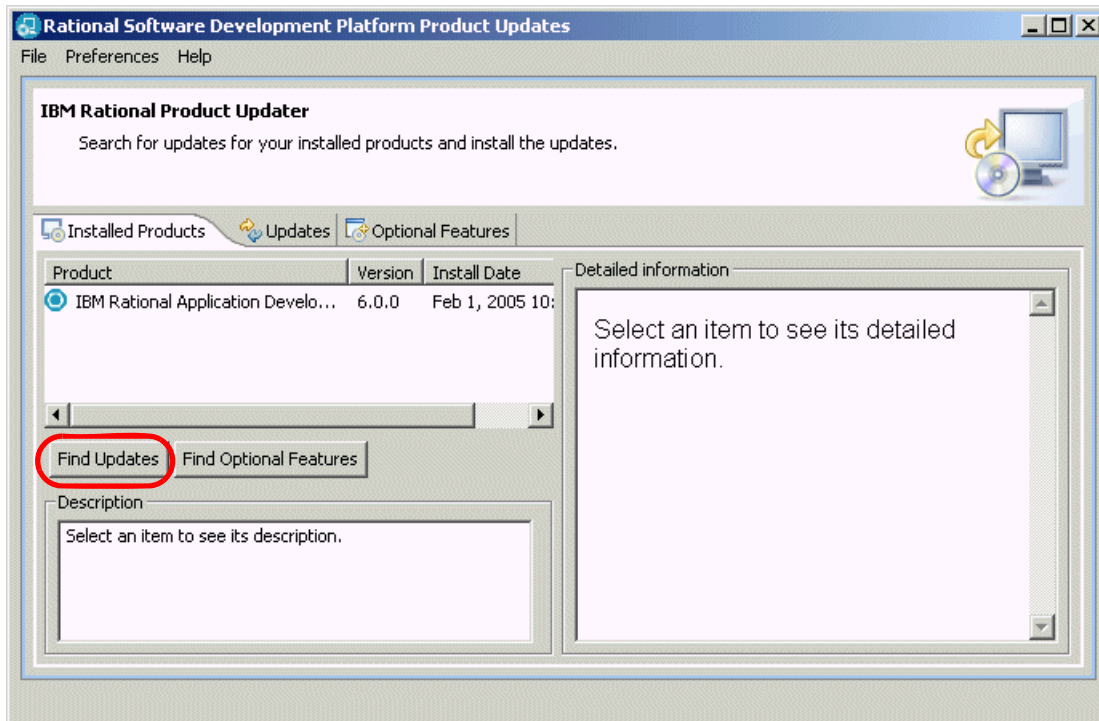 Rational Software Development Platform Product Updates
File Preferences Help
IBM Rational Product Updater
Search for updates for your installed products and install the updates.
Installed Products Updates Optional Features
Product Version Install Date
IBM Rational Application Develo... 6.0.0 Feb 1, 2005 10:
Find Updates Find Optional Features
Description
Select an item to see its description.
Detailed information
Select an item to see its detailed
information.